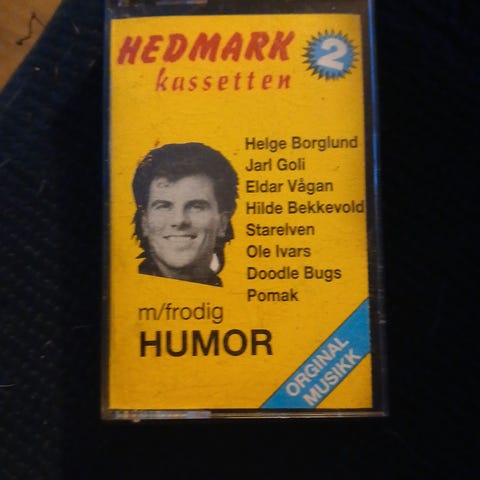 HEDMARK
kassetten
2
Helge Borglund
Jarl Goli
Eldar Vågan
Hilde Bekkevold
Starelven
Ole Ivars
Doodle Bugs
Pomak
m/frodig
HUMOR
ORGINAL
MUSIKK